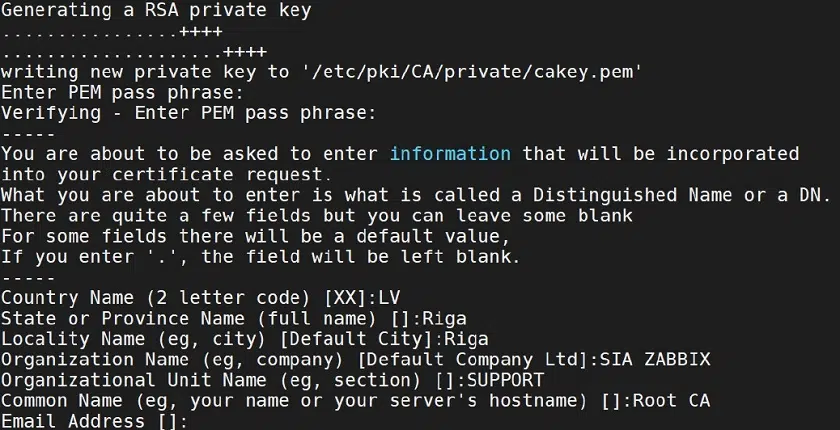 Generating a RSA private key
................++++
.....................++++
writing new private key to '/etc/pki/CA/private/cakey.pem'
Enter PEM pass phrase:
Verifying - Enter PEM pass phrase:
-----
You are about to be asked to enter information that will be incorporated
into your certificate request.
What you are about to enter is what is called a Distinguished Name or a DN.
There are quite a few fields but you can leave some blank
For some fields there will be a default value,
If you enter '.', the field will be left blank.
-----
Country Name (2 letter code) [XX]:LV
State or Province Name (full name) []:Riga
Locality Name (eg, city) [Default City]:Riga
Organization Name (eg, company) [Default Company Ltd]:SIA ZABBIX
Organizational Unit Name (eg, section) []:SUPPORT
Common Name (eg, your name or your server's hostname) []:Root CA
Email Address []: